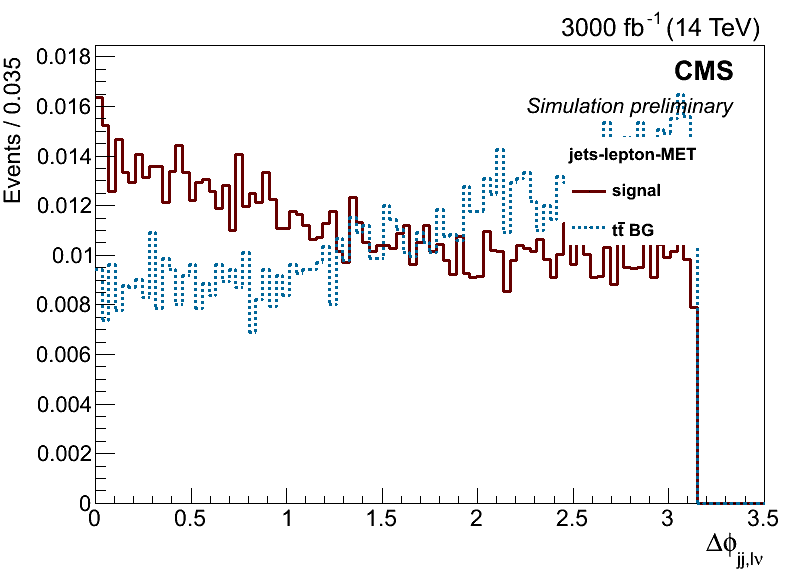 3000 fb-1 (14 TeV)
CMS
Simulation preliminary
jets-lepton-MET
signal
tt̄ BG
Events / 0.035
0.018
0.016
0.014
0.012
0.01
0.008
0.006
0.004
0.002
0
0 0.5 1 1.5 2 2.5 3 3.5
Δϕjj,lν